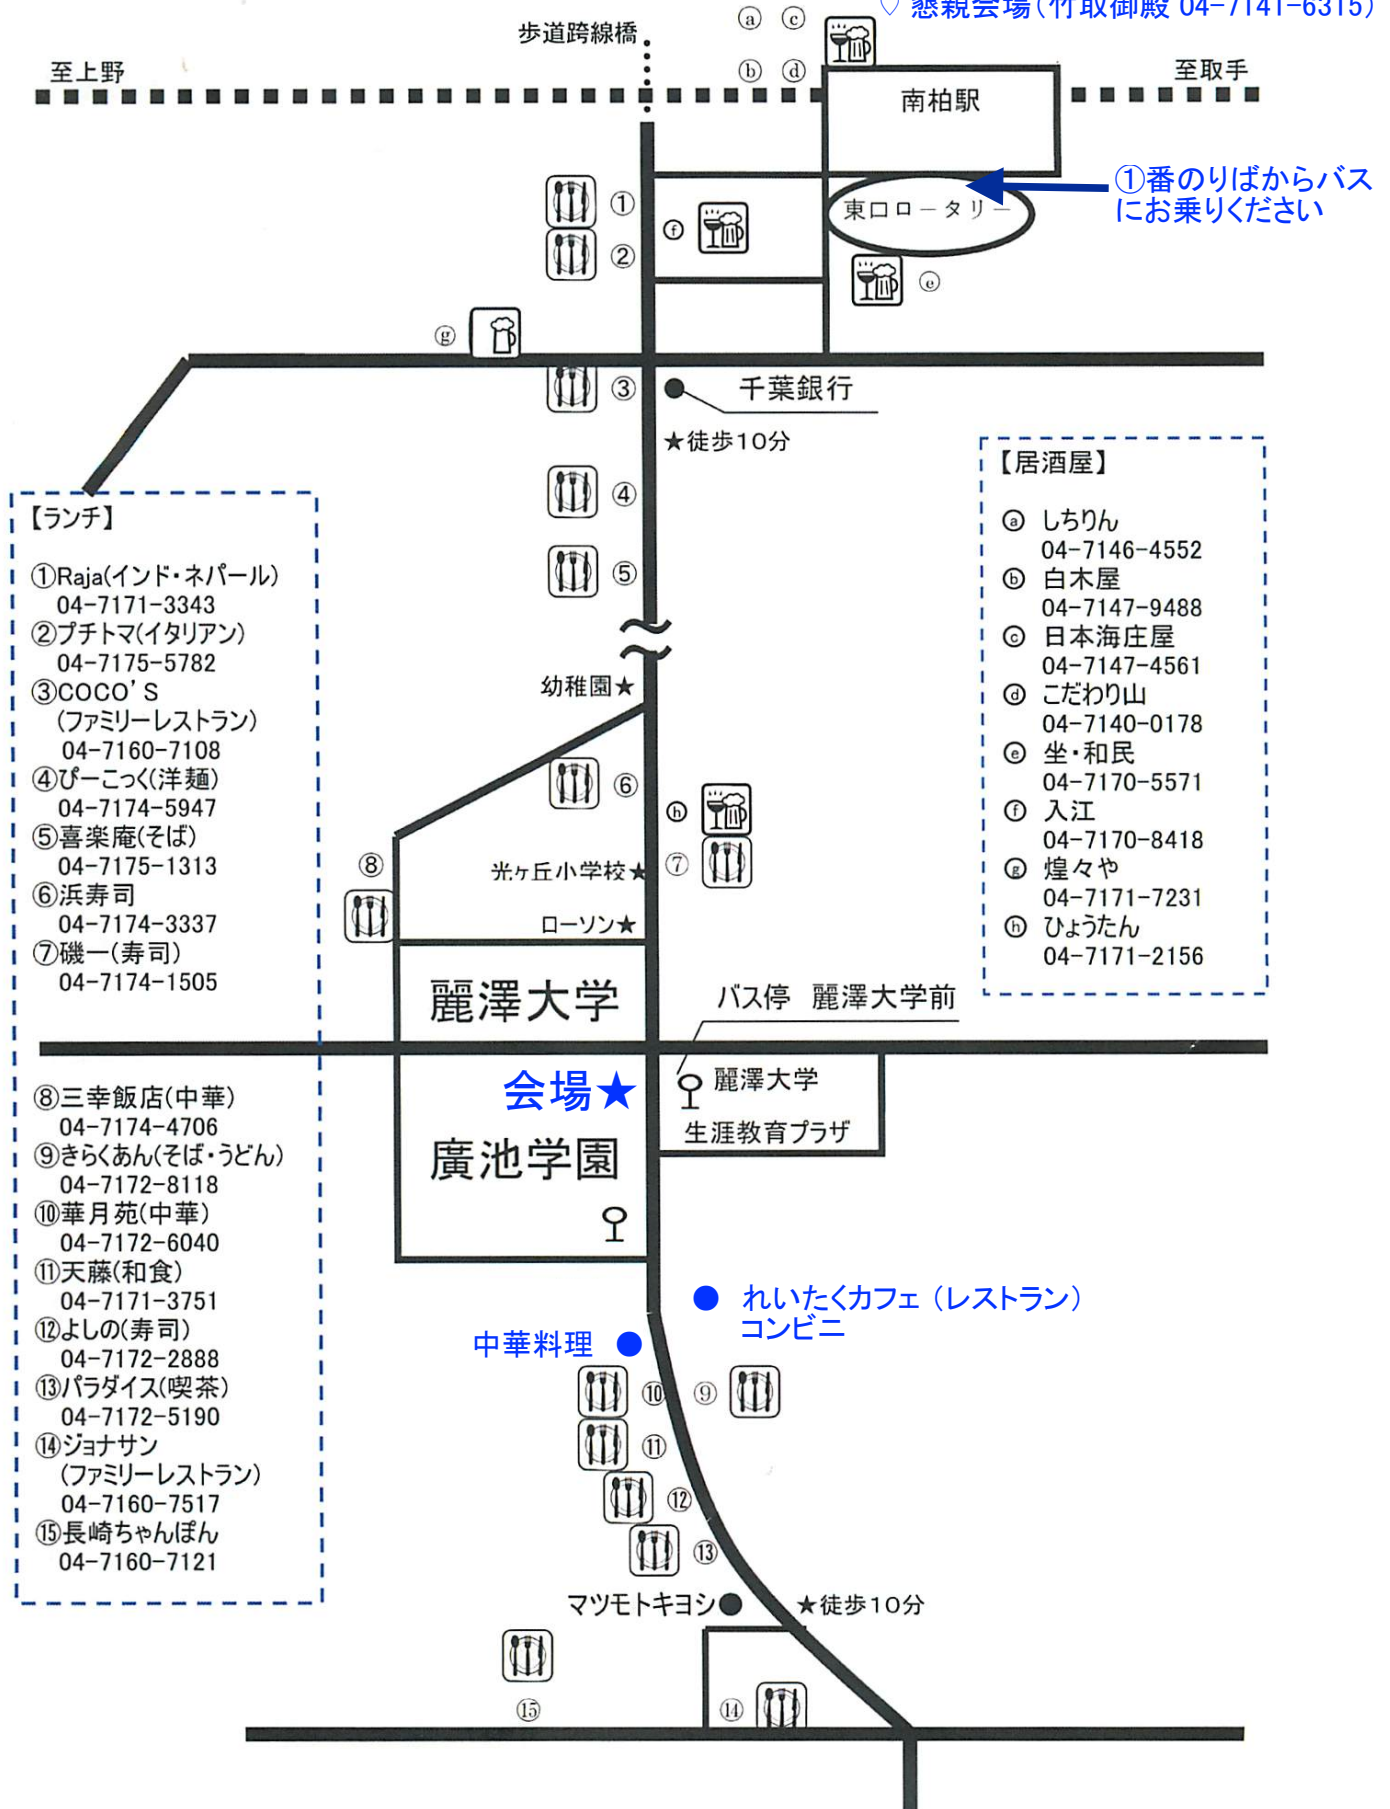 ♡ 懇親会場(竹取御殿 04-7141-6315)
ⓐ ⓒ
歩道跨線橋
至上野
ⓑ ⓓ
至取手
南柏駅
①番のりばからバス
にお乗りください
東口ロータリー
①
ⓕ
②
ⓔ
ⓖ
③
千葉銀行
★徒歩10分
④
⑤
【居酒屋】
ⓐ しちりん
04-7146-4552
ⓑ 白木屋
04-7147-9488
ⓒ 日本海庄屋
04-7147-4561
ⓓ こだわり山
04-7140-0178
ⓔ 坐・和民
04-7170-5571
ⓕ 入江
04-7170-8418
ⓖ 煌々や
04-7171-7231
ⓗ ひょうたん
04-7171-2156
【ランチ】
①Raja(インド・ネパール)
04-7171-3343
②プチトマ(イタリアン)
04-7175-5782
③COCO'S
(ファミリーレストラン)
04-7160-7108
④ぴーこっく(洋麺)
04-7174-5947
⑤喜楽庵(そば)
04-7175-1313
⑥浜寿司
04-7174-3337
⑦磯一(寿司)
04-7174-1505
⑧三幸飯店(中華)
04-7174-4706
⑨きらくあん(そば・うどん)
04-7172-8118
⑩華月苑(中華)
04-7172-6040
⑪天藤(和食)
04-7171-3751
⑫よしの(寿司)
04-7172-2888
⑬パラダイス(喫茶)
04-7172-5190
⑭ジョナサン
(ファミリーレストラン)
04-7160-7517
⑮長崎ちゃんぽん
04-7160-7121
幼稚園★
⑥
ⓗ
⑧
光ヶ丘小学校★
⑦
ローソン★
麗澤大学
バス停 麗澤大学前
会場★
麗澤大学
生涯教育プラザ
廣池学園
れいたくカフェ(レストラン)
コンビニ
中華料理
⑩ ⑨
⑪
⑫
⑬
マツモトキヨシ
★徒歩10分
⑮
⑭